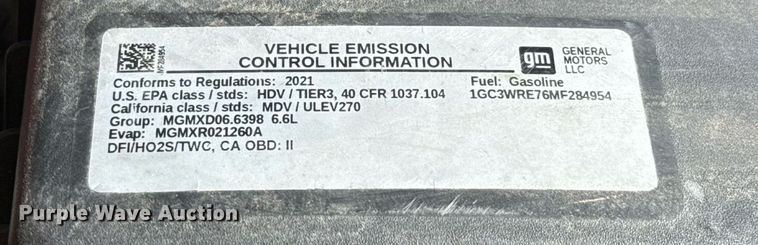 VEHICLE EMISSION
CONTROL INFORMATION
MF284954
gm
GENERAL
MOTORS
LLC
Conforms to Regulations: 2021
Fuel: Gasoline
U.S. EPA class / stds: HDV / TIER3, 40 CFR 1037.104
1GC3WRE76MF284954
California class / stds: MDV / ULEV270
Group: MGMXD06.6398 6.6L
Evap: MGMXR021260A
DFI/HO2S/TWC, CA OBD: II
Purple Wave Auction